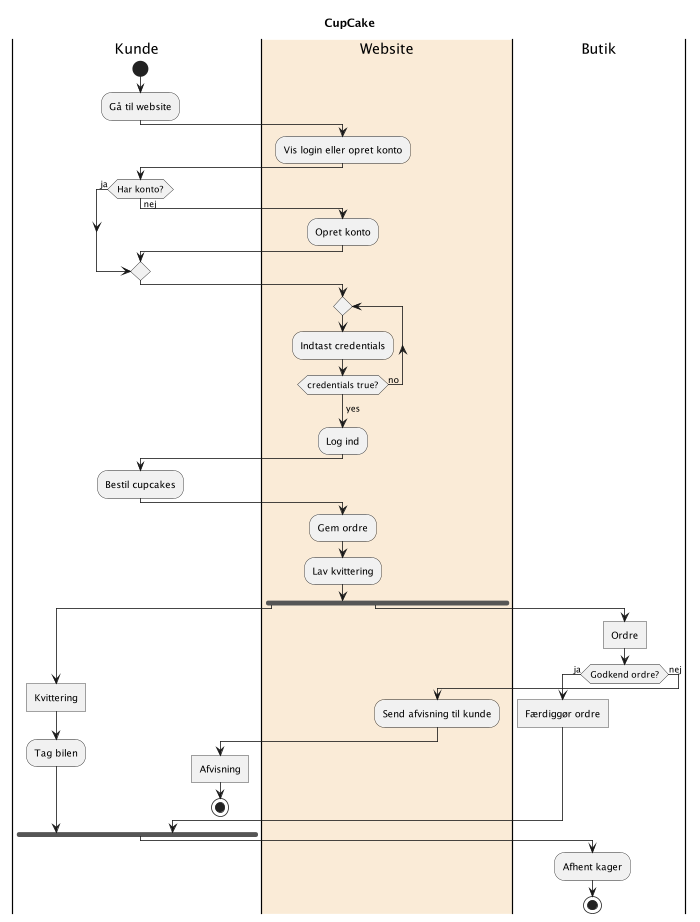 CupCake
Kunde
Website
Butik
Gå til website
Vis login eller opret konto
ja
Har konto?
nej
Opret konto
Indtast credentials
credentials true?
no
yes
Log ind
Bestil cupcakes
Gem ordre
Lav kvittering
Ordre
ja
Godkend ordre?
nej
Kvittering
Send afvisning til kunde
Færdiggør ordre
Tag bilen
Afvisning
Afhent kager